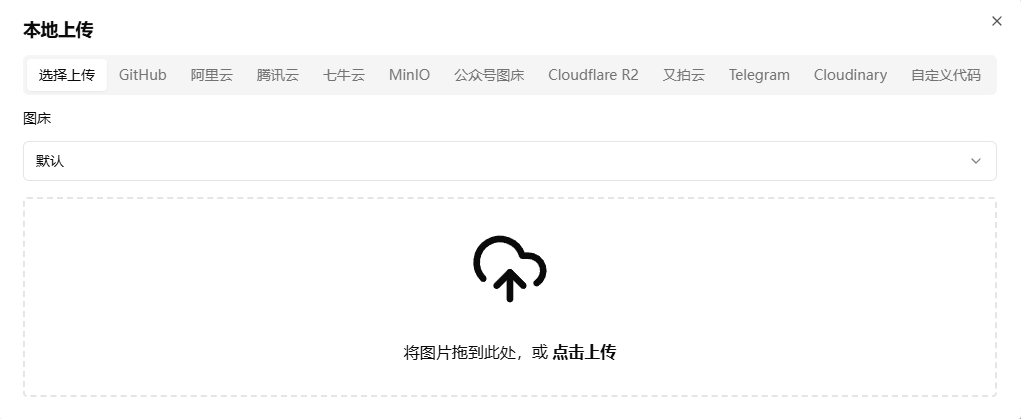 本地上传
选择上传 GitHub 阿里云 腾讯云 七牛云 MinIO 公众号图床 Cloudflare R2 又拍云 Telegram Cloudinary 自定义代码
图床
默认
将图片拖到此处，或 点击上传